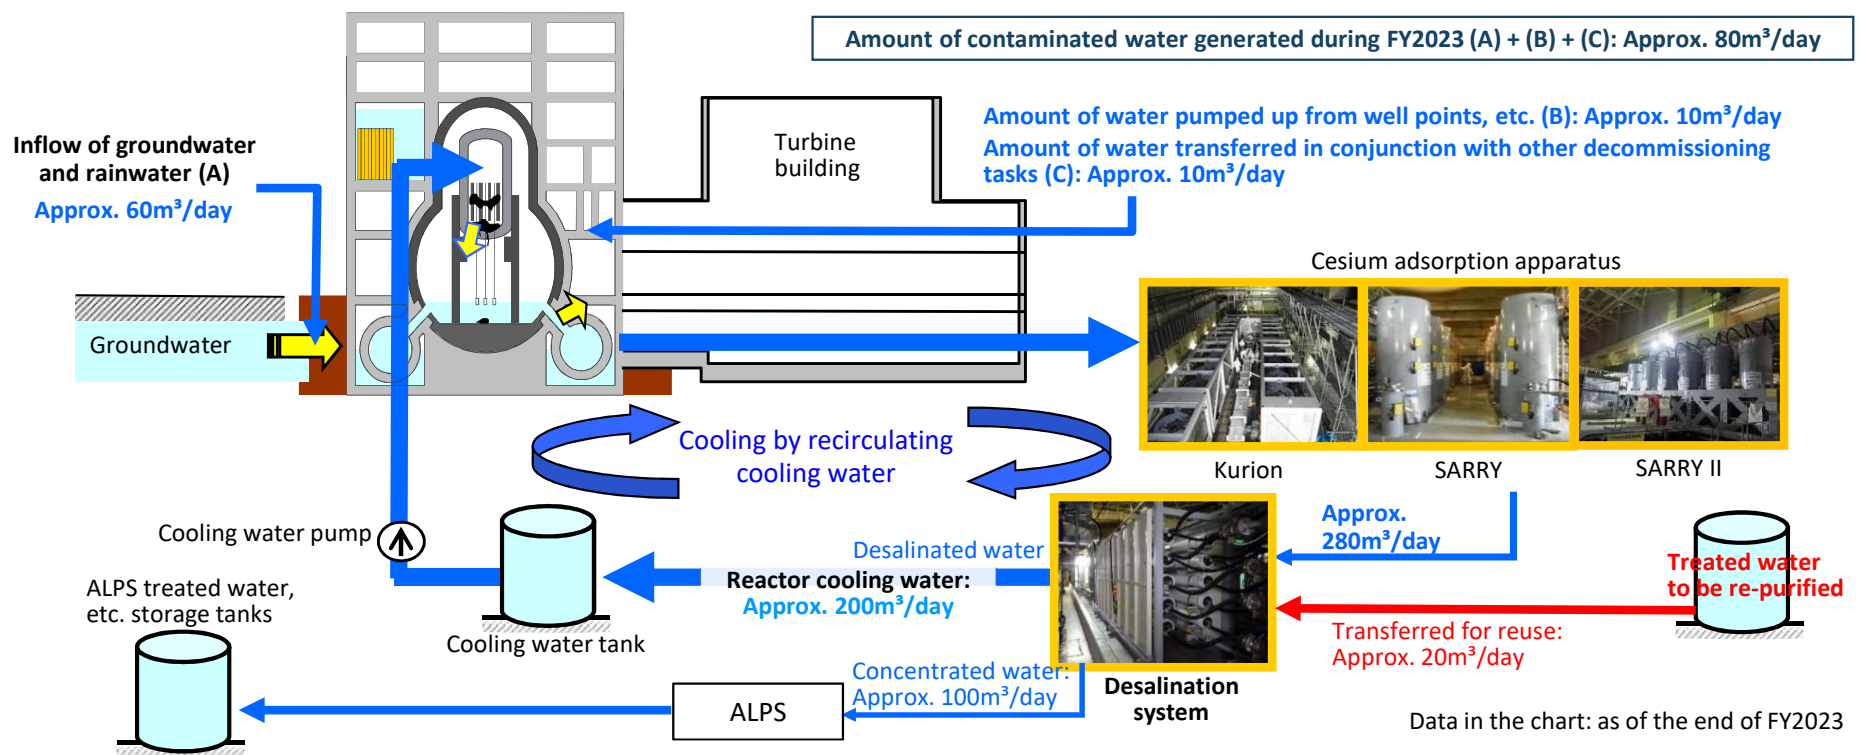 Amount of contaminated water generated during FY2023 (A) + (B) + (C): Approx. 80m³/day
Inflow of groundwater
and rainwater (A)
Approx. 60m³/day
Turbine
building
Amount of water pumped up from well points, etc. (B): Approx. 10m³/day
Amount of water transferred in conjunction with other decommissioning
tasks (C): Approx. 10m³/day
Groundwater
Cesium adsorption apparatus
Kurion
SARRY
SARRY II
Cooling by recirculating
cooling water
Cooling water pump
Cooling water tank
Desalinated water
Reactor cooling water:
Approx. 200m³/day
Approx.
280m³/day
Treated water
to be re-purified
Transferred for reuse:
Approx. 20m³/day
Desalination
system
Concentrated water:
Approx. 100m³/day
ALPS
ALPS treated water,
etc. storage tanks
Data in the chart: as of the end of FY2023